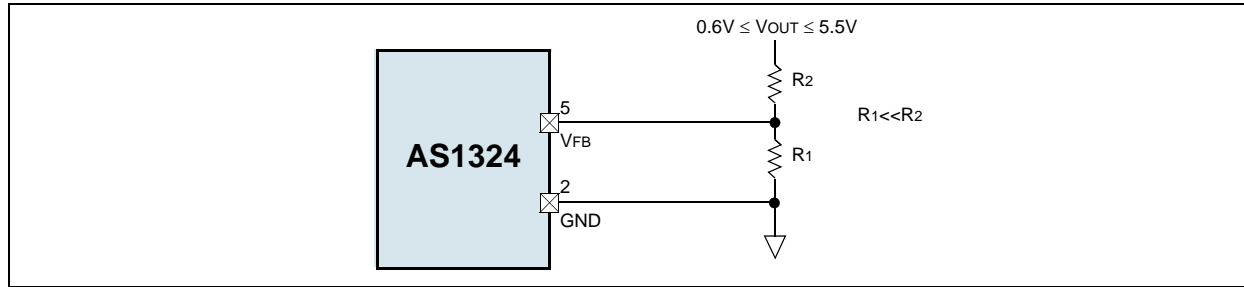 0.6V ≤ VOUT ≤ 5.5V
R2
5
R1<<R2
VFB
AS1324
R1
2
GND